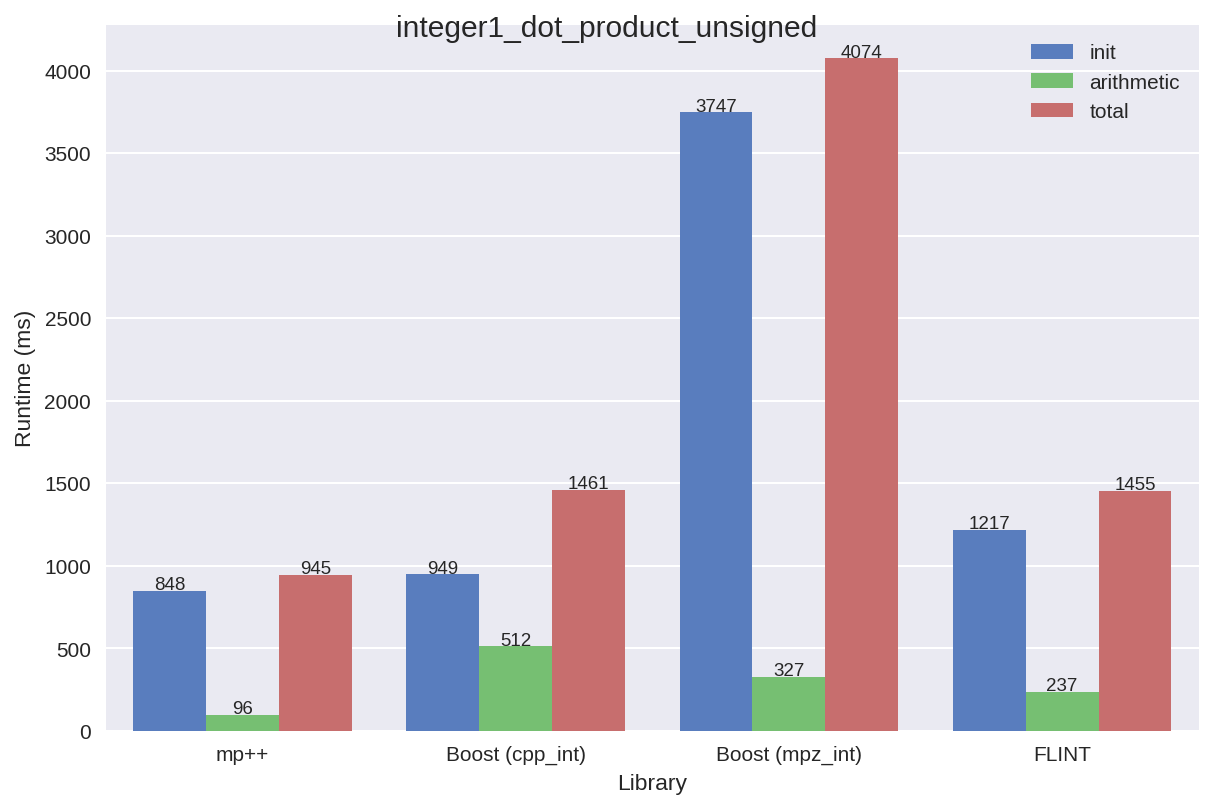 integer1_dot_product_unsigned
init
arithmetic
total
Runtime (ms)
4000
3500
3000
2500
2000
1500
1000
500
0
848
96
945
949
512
1461
3747
327
4074
1217
237
1455
mp++
Boost (cpp_int)
Boost (mpz_int)
FLINT
Library